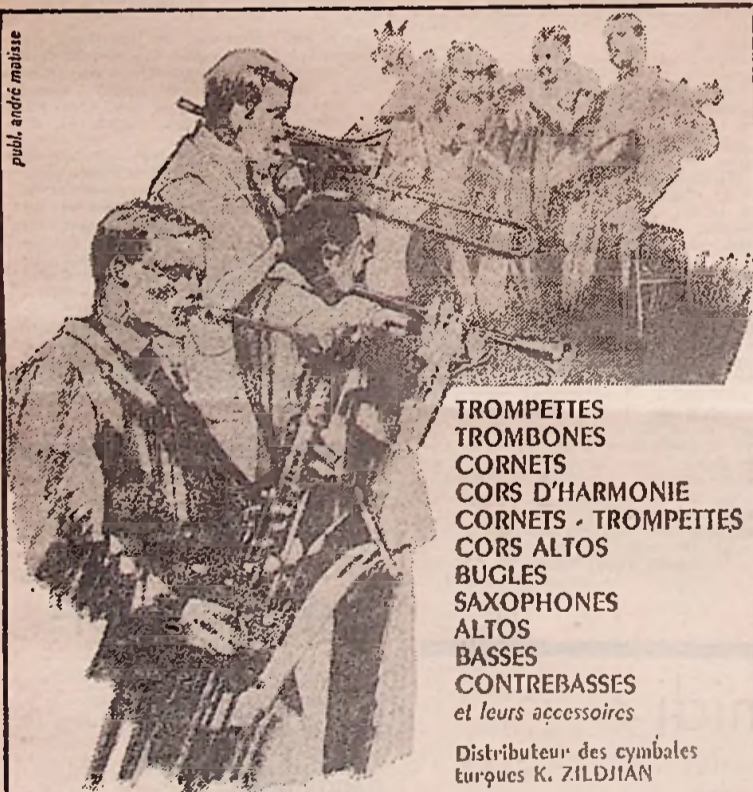 publ. andré matisse
TROMPETTES
TROMBONES
CORNETS
CORS D'HARMONIE
CORNETS - TROMPETTES
CORS ALTOS
BUGLES
SAXOPHONES
ALTOS
BASSES
CONTREBASSES
et leurs accessoires
Distributeur des cymbales
turques K. ZILDJIAN